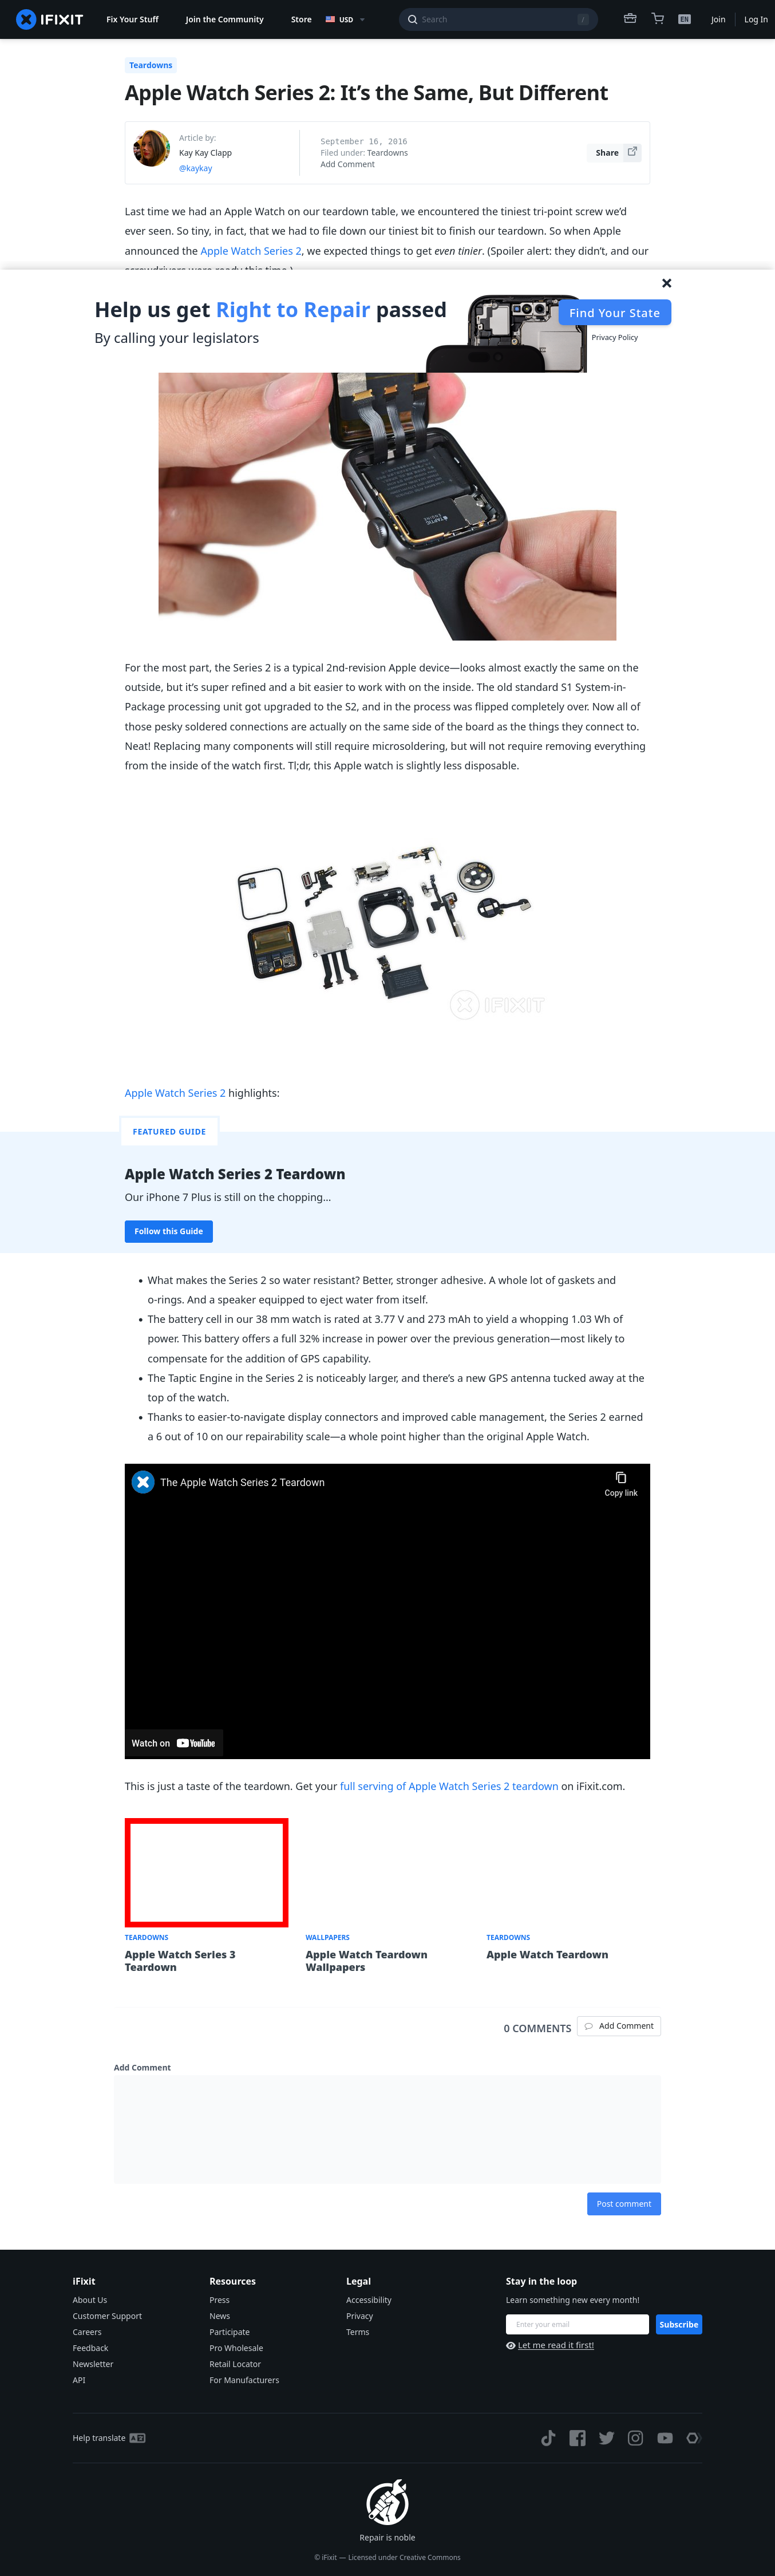 IFIXIT Fix Your Stuff Join the Community Store USD Search / EN Join Log In
Teardowns
Apple Watch Series 2: It’s the Same, But Different
Article by:
Kay Kay Clapp
@kaykay
September 16, 2016
Filed under: Teardowns
Add Comment
Share
Last time we had an Apple Watch on our teardown table, we encountered the tiniest tri-point screw we’d
ever seen. So tiny, in fact, that we had to file down our tiniest bit to finish our teardown. So when Apple
announced the Apple Watch Series 2, we expected things to get even tinier. (Spoiler alert: they didn’t, and our
screwdrivers were ready this time.)
Help us get Right to Repair passed
By calling your legislators
Find Your State
Privacy Policy
TAPTIC
ENGINE
For the most part, the Series 2 is a typical 2nd-revision Apple device—looks almost exactly the same on the
outside, but it’s super refined and a bit easier to work with on the inside. The old standard S1 System-in-
Package processing unit got upgraded to the S2, and in the process was flipped completely over. Now all of
those pesky soldered connections are actually on the same side of the board as the things they connect to.
Neat! Replacing many components will still require microsoldering, but will not require removing everything
from the inside of the watch first. Tl;dr, this Apple watch is slightly less disposable.
IFIXIT
Apple Watch Series 2 highlights:
FEATURED GUIDE
Apple Watch Series 2 Teardown
Our iPhone 7 Plus is still on the chopping...
Follow this Guide
• What makes the Series 2 so water resistant? Better, stronger adhesive. A whole lot of gaskets and
o-rings. And a speaker equipped to eject water from itself.
• The battery cell in our 38 mm watch is rated at 3.77 V and 273 mAh to yield a whopping 1.03 Wh of
power. This battery offers a full 32% increase in power over the previous generation—most likely to
compensate for the addition of GPS capability.
• The Taptic Engine in the Series 2 is noticeably larger, and there’s a new GPS antenna tucked away at the
top of the watch.
• Thanks to easier-to-navigate display connectors and improved cable management, the Series 2 earned
a 6 out of 10 on our repairability scale—a whole point higher than the original Apple Watch.
The Apple Watch Series 2 Teardown
Copy link
Watch on YouTube
This is just a taste of the teardown. Get your full serving of Apple Watch Series 2 teardown on iFixit.com.
TEARDOWNS
Apple Watch Series 3
Teardown
WALLPAPERS
Apple Watch Teardown
Wallpapers
TEARDOWNS
Apple Watch Teardown
0 COMMENTS
Add Comment
Add Comment
Post comment
iFixit
About Us
Customer Support
Careers
Feedback
Newsletter
API
Resources
Press
News
Participate
Pro Wholesale
Retail Locator
For Manufacturers
Legal
Accessibility
Privacy
Terms
Stay in the loop
Learn something new every month!
Enter your email
Subscribe
Let me read it first!
Help translate
Repair is noble
© iFixit — Licensed under Creative Commons